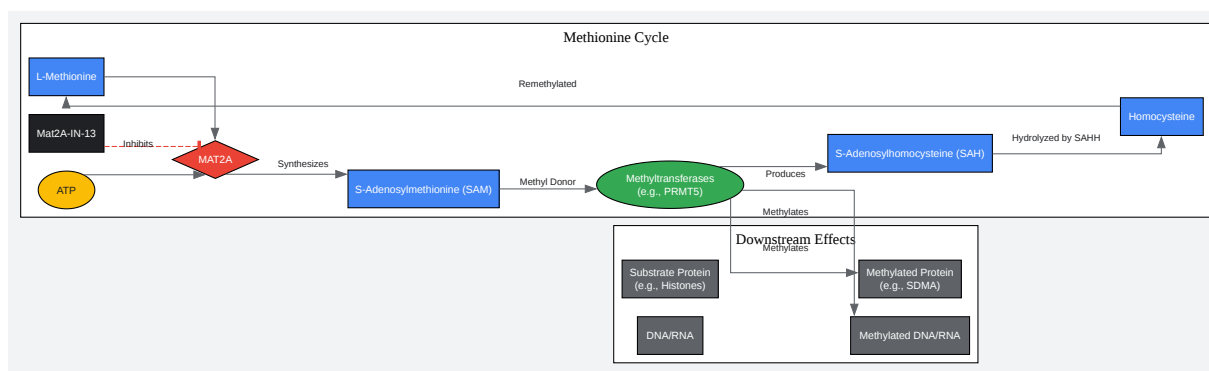 Methionine Cycle
L-Methionine
Remethylated
Homocysteine
Mat2A-IN-13
Inhibits
MAT2A
Hydrolyzed by SAHH
S-Adenosylhomocysteine (SAH)
Synthesizes
Produces
ATP
S-Adenosylmethionine (SAM)
Methyl Donor
Methyltransferases
(e.g., PRMT5)
Methylates
Downstream Effects
Methylates
Substrate Protein
(e.g., Histones)
Methylated Protein
(e.g., SDMA)
DNA/RNA
Methylated DNA/RNA